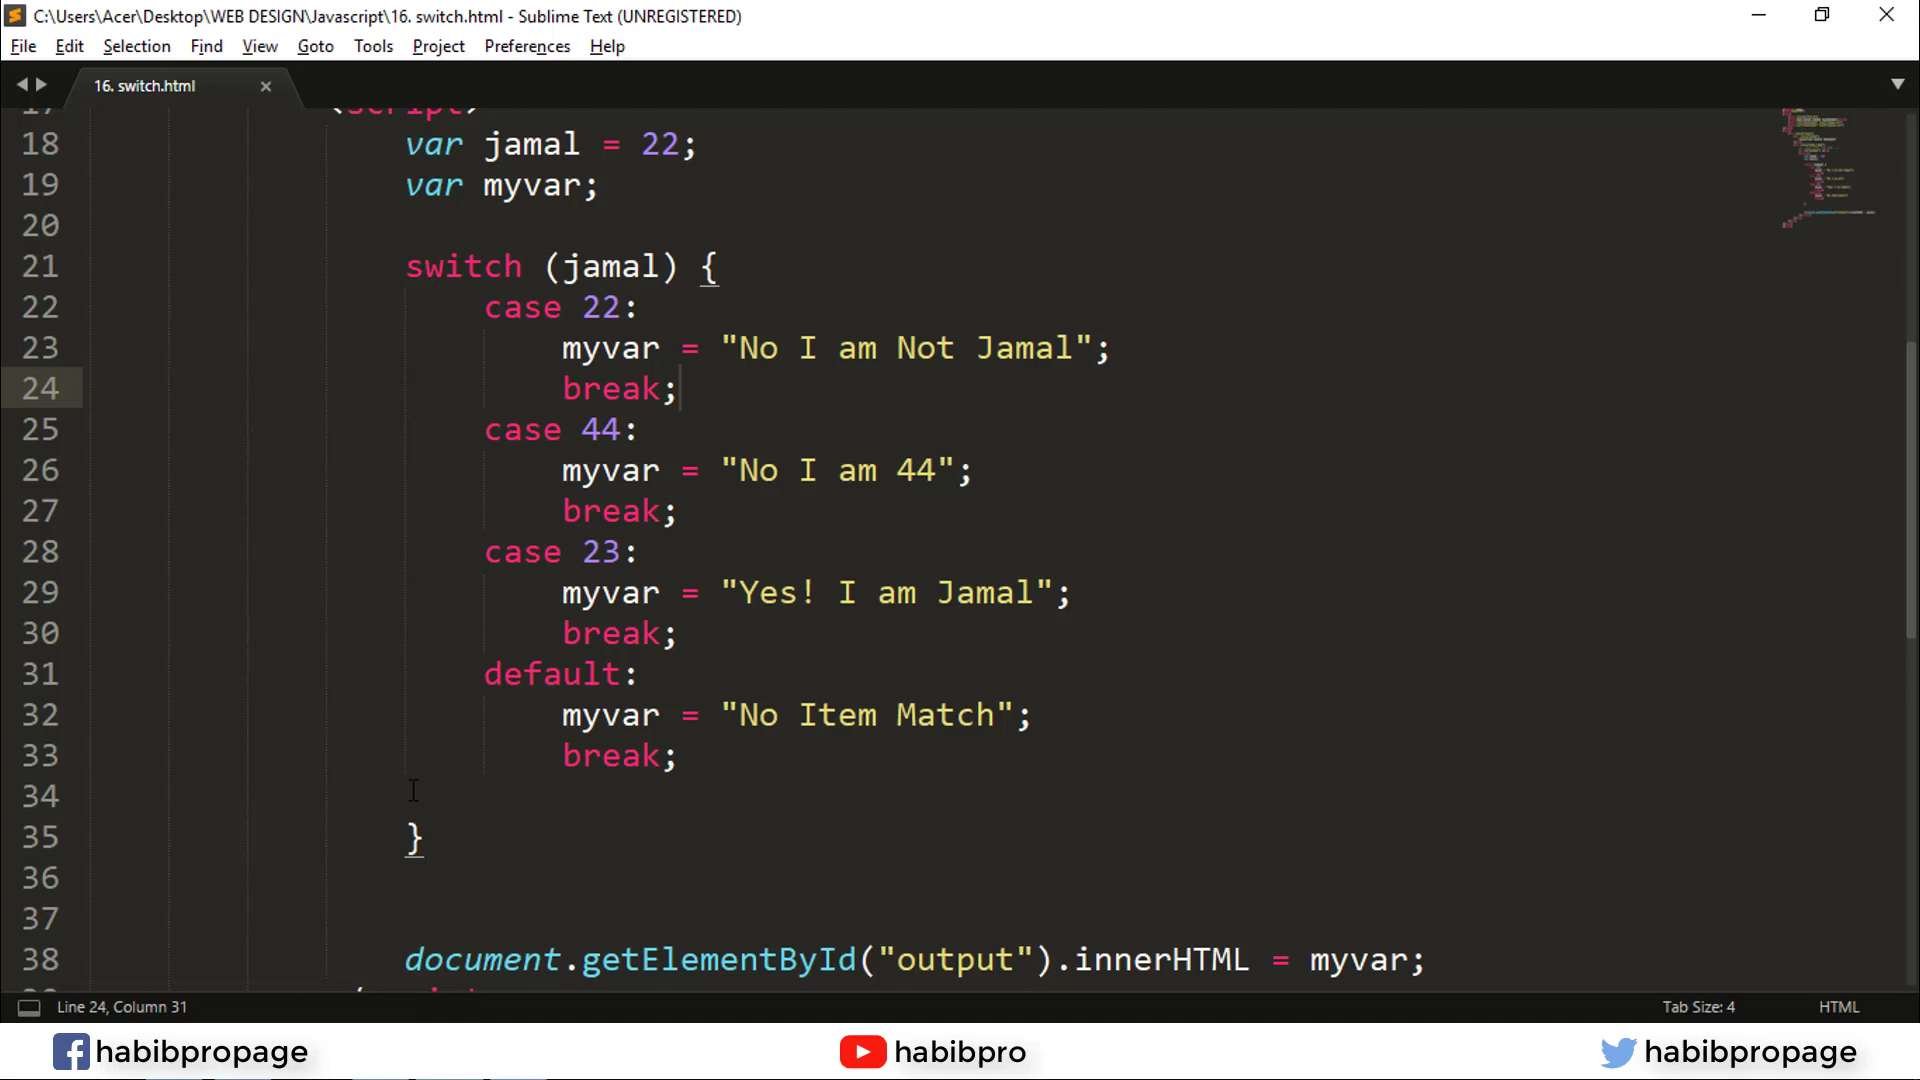 C:\Users\Acer\Desktop\WEB DESIGN\Javascript\16. switch.html - Sublime Text (UNREGISTERED)
File Edit Selection Find View Goto Tools Project Preferences Help
16. switch.html
17 <script>
18 var jamal = 22;
19 var myvar;
20
21 switch (jamal) {
22 case 22:
23 myvar = "No I am Not Jamal";
24 break;
25 case 44:
26 myvar = "No I am 44";
27 break;
28 case 23:
29 myvar = "Yes! I am Jamal";
30 break;
31 default:
32 myvar = "No Item Match";
33 break;
34
35 }
36
37
38 document.getElementById("output").innerHTML = myvar;
Line 24, Column 31 Tab Size: 4 HTML
habibpropage habibpro habibpropage